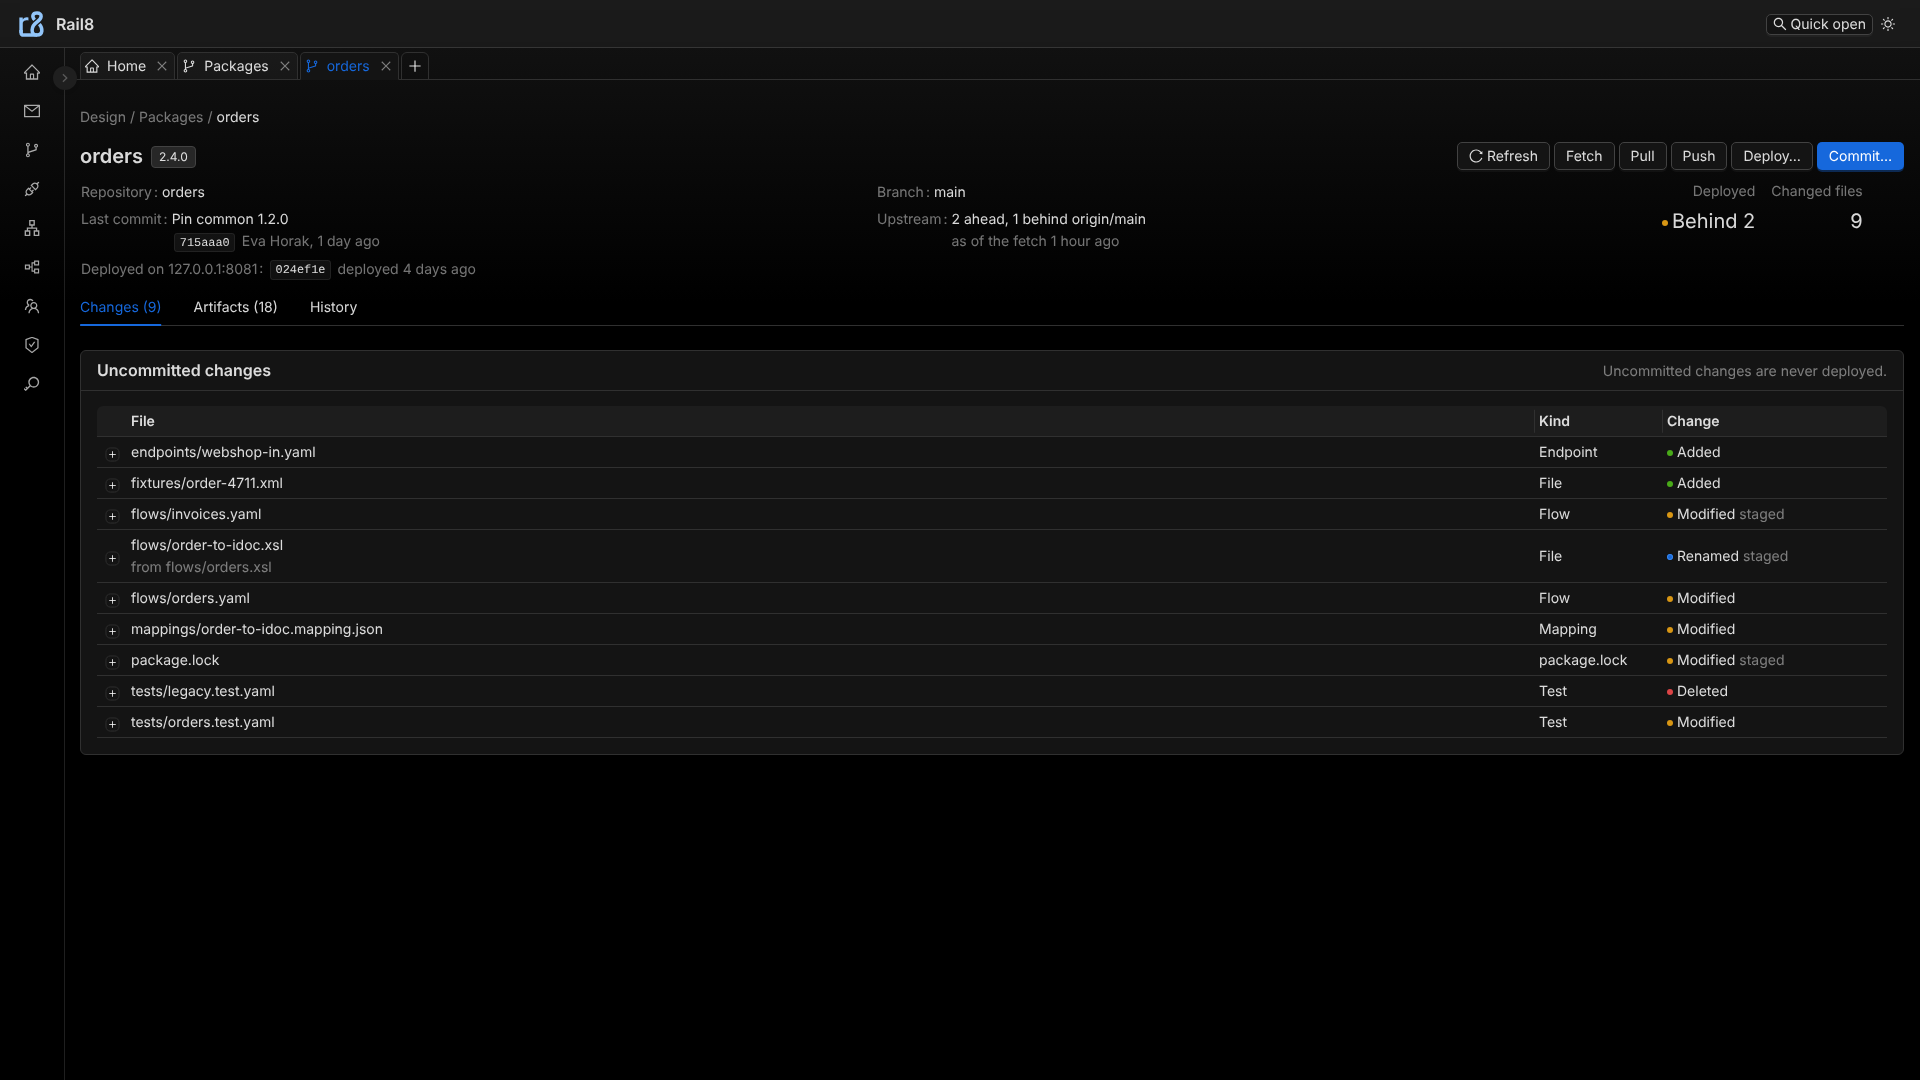 r8 Rail8
Quick open
Home
Packages
orders
Design / Packages / orders
orders 2.4.0
Refresh
Fetch
Pull
Push
Deploy...
Commit...
Repository: orders
Branch: main
Deployed
Changed files
Last commit: Pin common 1.2.0
Upstream: 2 ahead, 1 behind origin/main
Behind 2
9
715aaa0 Eva Horak, 1 day ago
as of the fetch 1 hour ago
Deployed on 127.0.0.1:8081: 024ef1e deployed 4 days ago
Changes (9)
Artifacts (18)
History
Uncommitted changes
Uncommitted changes are never deployed.
File Kind Change
endpoints/webshop-in.yaml Endpoint Added
fixtures/order-4711.xml File Added
flows/invoices.yaml Flow Modified staged
flows/order-to-idoc.xsl
from flows/orders.xsl
File Renamed staged
flows/orders.yaml Flow Modified
mappings/order-to-idoc.mapping.json Mapping Modified
package.lock package.lock Modified staged
tests/legacy.test.yaml Test Deleted
tests/orders.test.yaml Test Modified